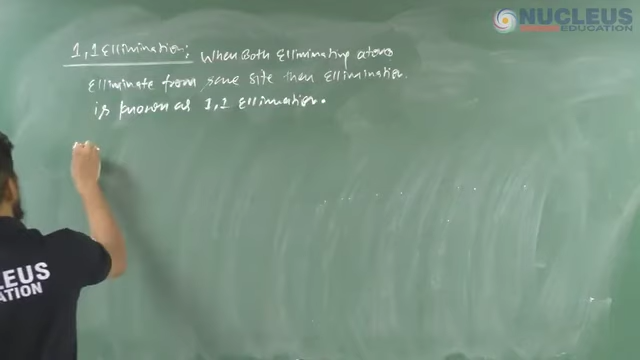 NUCLEUS
EDUCATION
1,1 Ellimination; When Both Elliminating atoms
Elliminate from same site then Ellimination.
is known as 1,1 Ellimination.
LEUS
ATION